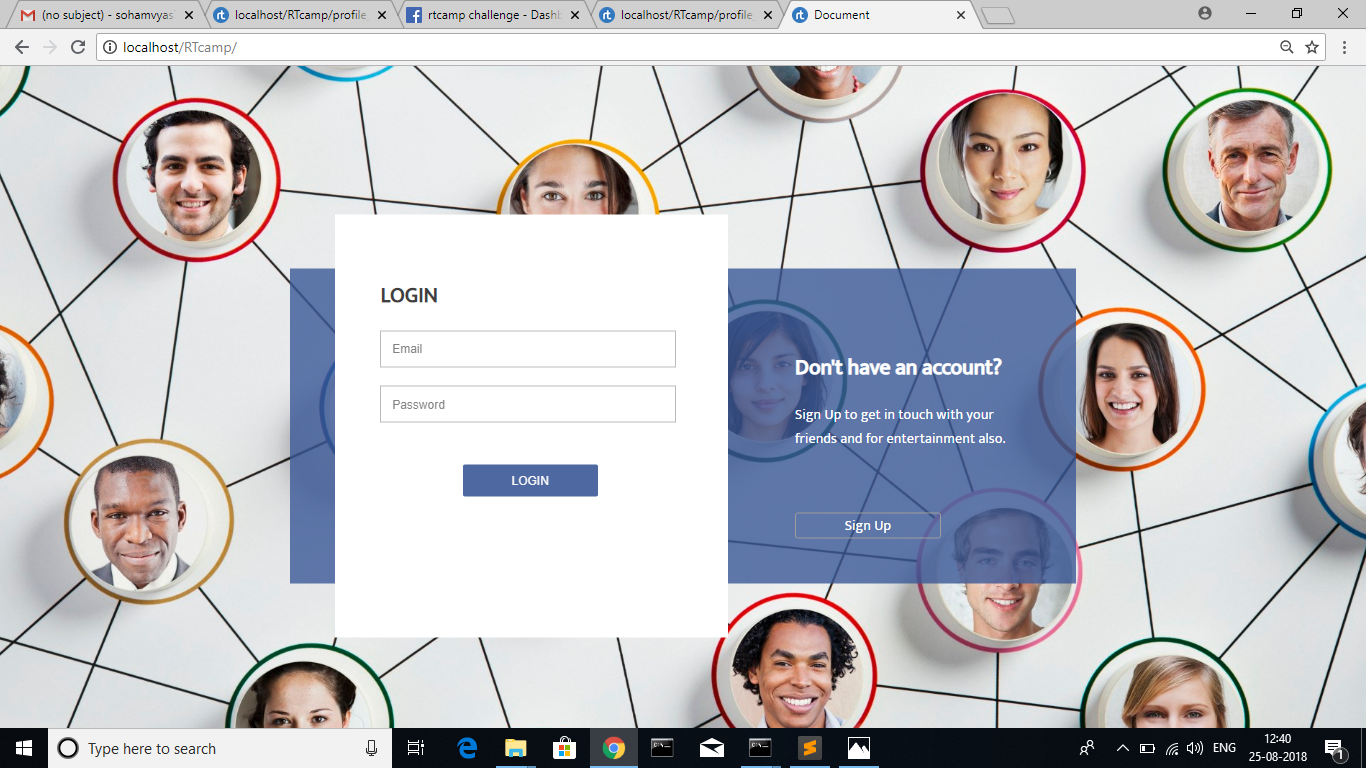 (no subject) - sohamvyas
localhost/RTcamp/profile
rtcamp challenge - Dash
localhost/RTcamp/profile
Document
localhost/RTcamp/
LOGIN
Email
Password
LOGIN
Don't have an account?
Sign Up to get in touch with your
friends and for entertainment also.
Sign Up
Type here to search
ENG
12:40
25-08-2018
1